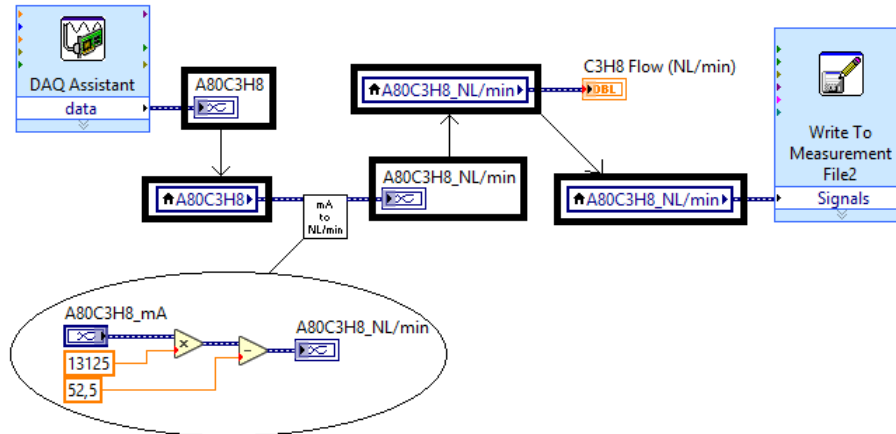 DAQ Assistant
data
A80C3H8
A80C3H8
mA
to
NL/min
A80C3H8_NL/min
A80C3H8_NL/min
C3H8 Flow (NL/min)
DBL
A80C3H8_NL/min
Write To
Measurement
File2
Signals
A80C3H8_mA
13125
52,5
A80C3H8_NL/min